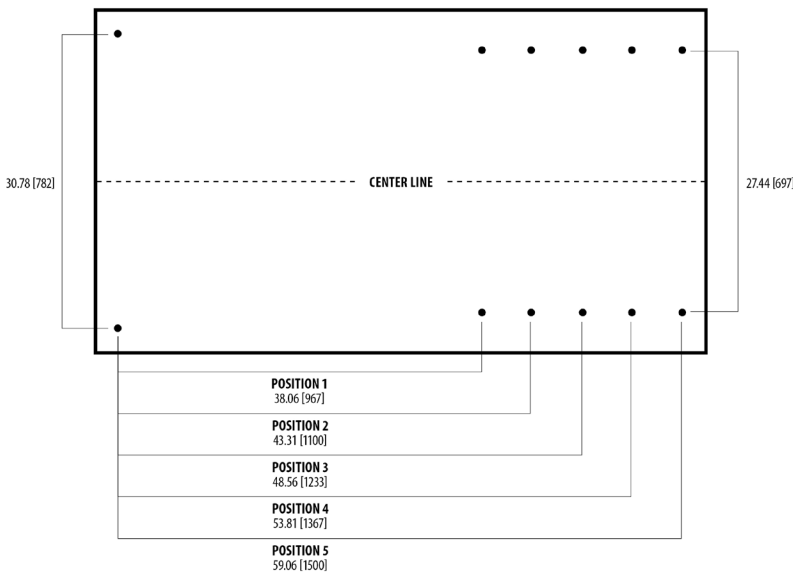 CENTER LINE
30.78 [782]
27.44 [697]
POSITION 1
38.06 [967]
POSITION 2
43.31 [1100]
POSITION 3
48.56 [1233]
POSITION 4
53.81 [1367]
POSITION 5
59.06 [1500]